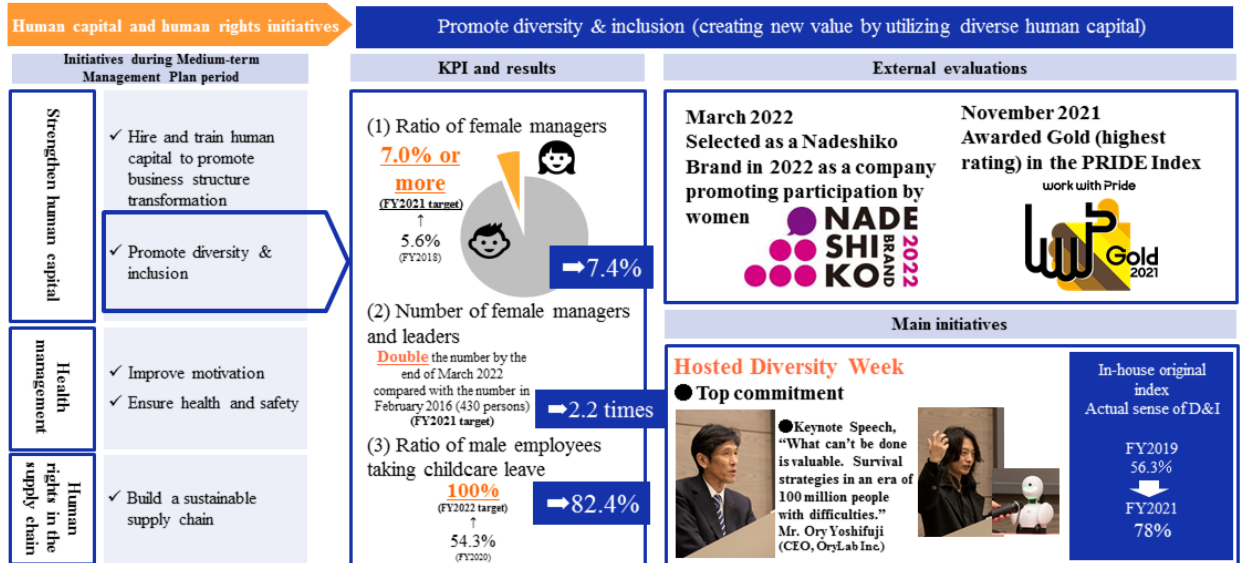 Human capital and human rights initiatives
Promote diversity & inclusion (creating new value by utilizing diverse human capital)
Initiatives during Medium-term
Management Plan period
Strengthen human capital
✓ Hire and train human
capital to promote
business structure
transformation
✓ Promote diversity &
inclusion
Health
management
✓ Improve motivation
✓ Ensure health and safety
Human
rights in the
supply chain
✓ Build a sustainable
supply chain
KPI and results
(1) Ratio of female managers
7.0% or
more
(FY2021 target)
↑
5.6%
(FY2018)
➡7.4%
(2) Number of female managers
and leaders
Double the number by the
end of March 2022
compared with the number in
February 2016 (430 persons)
(FY2021 target)
➡2.2 times
(3) Ratio of male employees
taking childcare leave
100%
(FY2022 target)
↑
54.3%
(FY2020)
➡82.4%
External evaluations
March 2022
Selected as a Nadeshiko
Brand in 2022 as a company
promoting participation by
women
NADE
SHI
KO
BRAND
2022
November 2021
Awarded Gold (highest
rating) in the PRIDE Index
work with Pride
wwP
Gold
2021
Main initiatives
Hosted Diversity Week
●Top commitment
●Keynote Speech,
“What can’t be done
is valuable. Survival
strategies in an era of
100 million people
with difficulties.”
Mr. Ory Yoshifuji
(CEO, OryLab Inc.)
In-house original
index
Actual sense of D&I
FY2019
56.3%
FY2021
78%